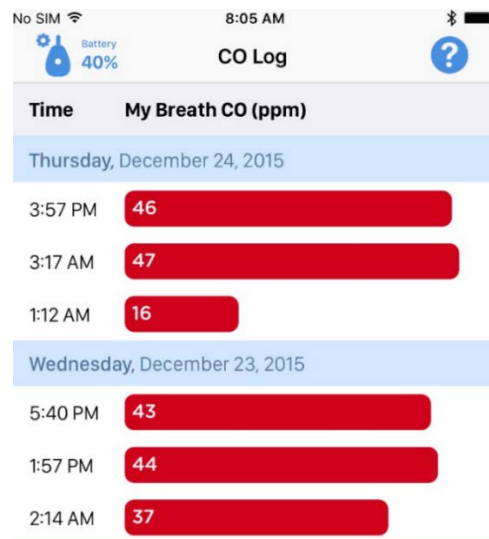 No SIM 8:05 AM
Battery
40%
CO Log
?
Time My Breath CO (ppm)
Thursday, December 24, 2015
3:57 PM 46
3:17 AM 47
1:12 AM 16
Wednesday, December 23, 2015
5:40 PM 43
1:57 PM 44
2:14 AM 37